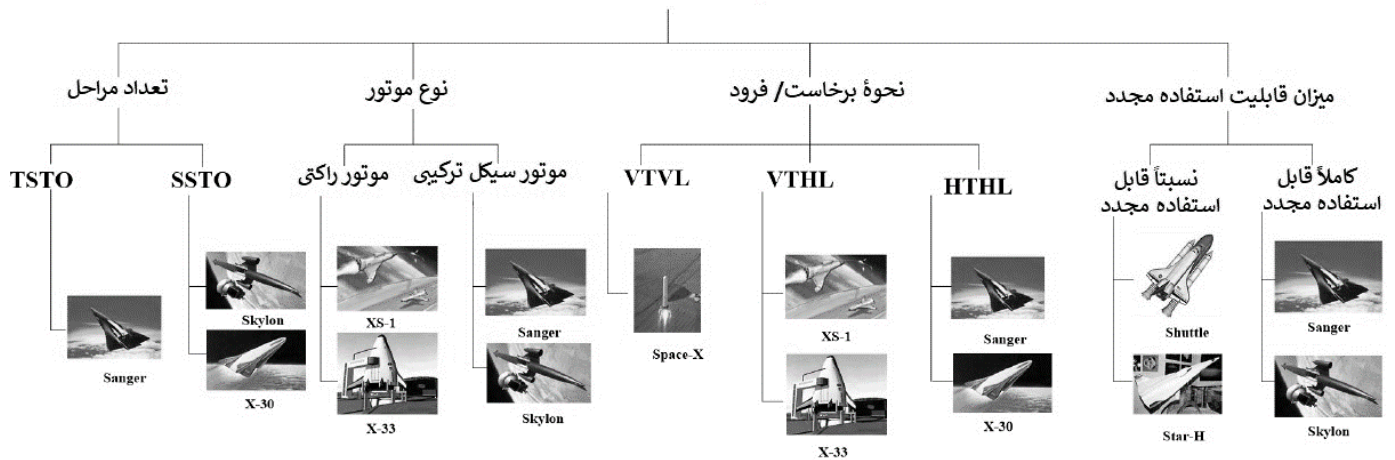 میزان قابلیت استفاده مجدد
نحوۀ برخاست/ فرود
نوع موتور
تعداد مراحل
کاملاً قابل
استفاده مجدد
نسبتاً قابل
استفاده مجدد
HTHL
VTHL
VTVL
موتور سیکل ترکیبی
موتور راکتی
SSTO
TSTO
Sanger
Skylon
Shuttle
Star-H
Sanger
X-30
XS-1
X-33
Space-X
Sanger
Skylon
XS-1
X-33
Skylon
X-30
Sanger